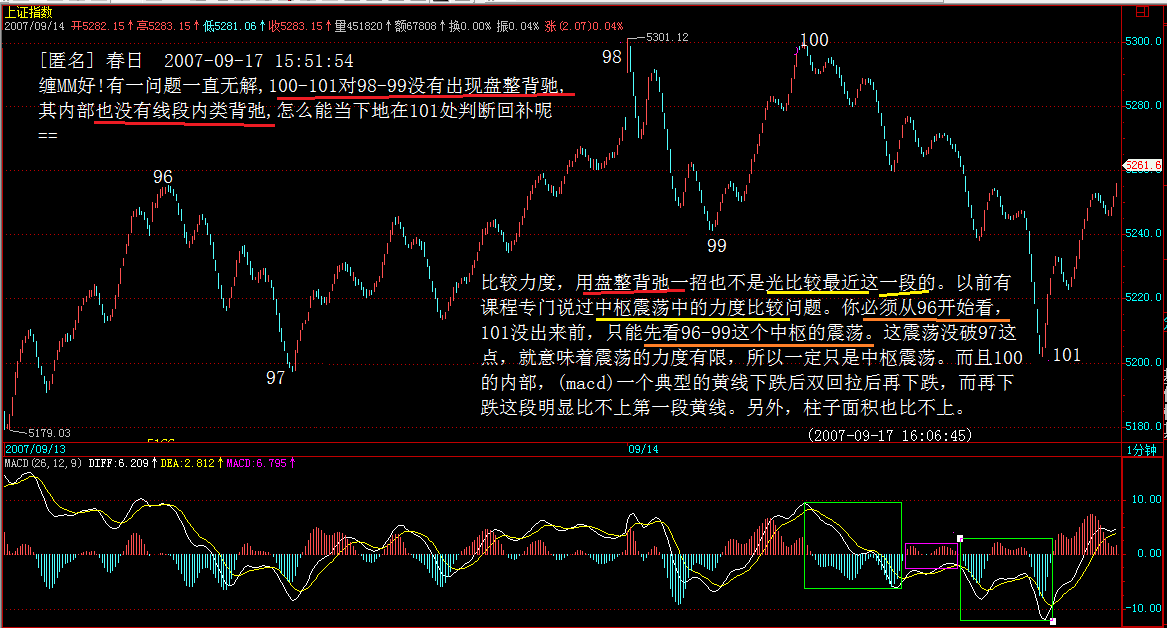 上证指数
2007/09/14 开5282.15↑高5283.15↑低5281.06↑收5283.15↑量451820↑额67808↑换0.00% 振0.04% 涨(2.07)0.04%
5301.12
5300.0
98
100
[匿名] 春日 2007-09-17 15:51:54
缠MM好!有一问题一直无解,100-101对98-99没有出现盘整背弛,
5280.0
其内部也没有线段内类背弛,怎么能当下地在101处判断回补呢
==
5261.6
96
5240.0
99
比较力度，用盘整背弛一招也不是光比较最近这一段的。以前有
5220.0
课程专门说过中枢震荡中的力度比较问题。你必须从96开始看，
101没出来前，只能先看96-99这个中枢的震荡。这震荡没破97这
点，就意味着震荡的力度有限，所以一定只是中枢震荡。而且100
101
5200.0
97
的内部，(macd)一个典型的黄线下跌后双回拉后再下跌，而再下
跌这段明显比不上第一段黄线。另外，柱子面积也比不上。
5179.03
(2007-09-17 16:06:45)
5180.0
2007/09/13
09/14
1分钟
MACD(26,12,9) DIFF:6.209↑DEA:2.812↑MACD:6.795↑
10.00
0.00
-10.00